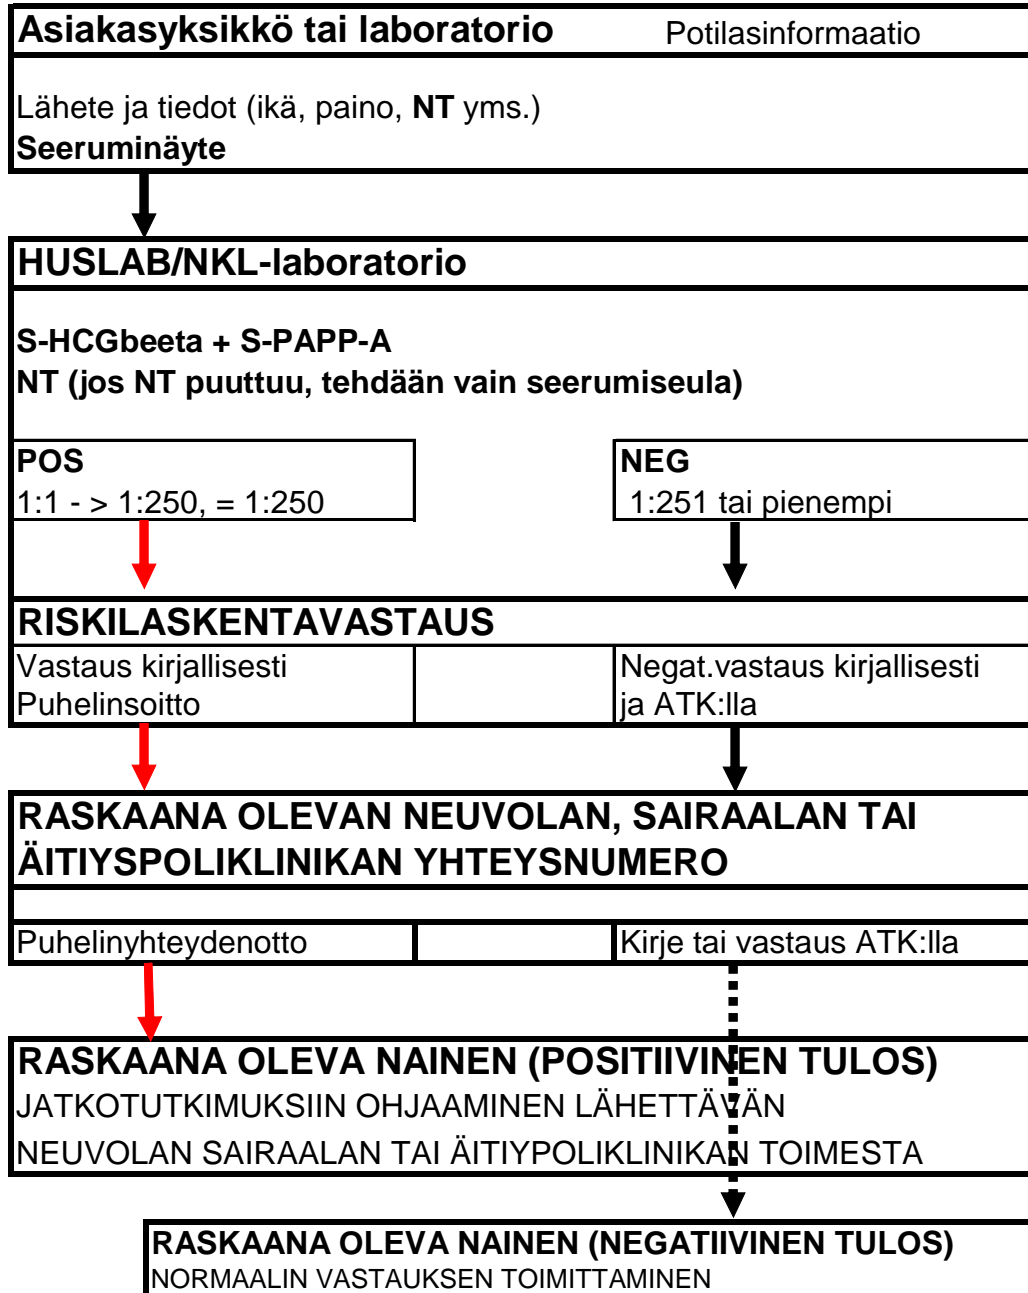 Asiakasyksikkö tai laboratorio Potilasinformaatio
Lähete ja tiedot (ikä, paino, NT yms.)
Seeruminäyte
HUSLAB/NKL-laboratorio
S-HCGbeeta + S-PAPP-A
NT (jos NT puuttuu, tehdään vain seerumiseula)
POS NEG
1:1 - > 1:250, = 1:250 1:251 tai pienempi
RISKILASKENTAVASTAUS
Vastaus kirjallisesti Negat.vastaus kirjallisesti
Puhelinsoitto ja ATK:lla
RASKAANA OLEVAN NEUVOLAN, SAIRAALAN TAI
ÄITIYSPOLIKLINIKAN YHTEYSNUMERO
Puhelinyhteydenotto Kirje tai vastaus ATK:lla
RASKAANA OLEVA NAINEN (POSITIIVINEN TULOS)
JATKOTUTKIMUKSIIN OHJAAMINEN LÄHETTÄVÄN
NEUVOLAN SAIRAALAN TAI ÄITIYPOLIKLINIKAN TOIMESTA
RASKAANA OLEVA NAINEN (NEGATIIVINEN TULOS)
NORMAALIN VASTAUKSEN TOIMITTAMINEN